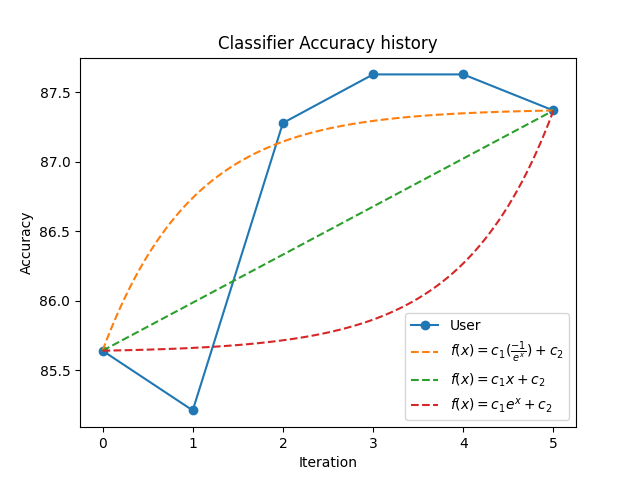 Classifier Accuracy history
Accuracy
87.5
87.0
86.5
86.0
85.5
0 1 2 3 4 5
Iteration
User
f(x) = c₁(−1/eˣ) + c₂
f(x) = c₁x + c₂
f(x) = c₁eˣ + c₂